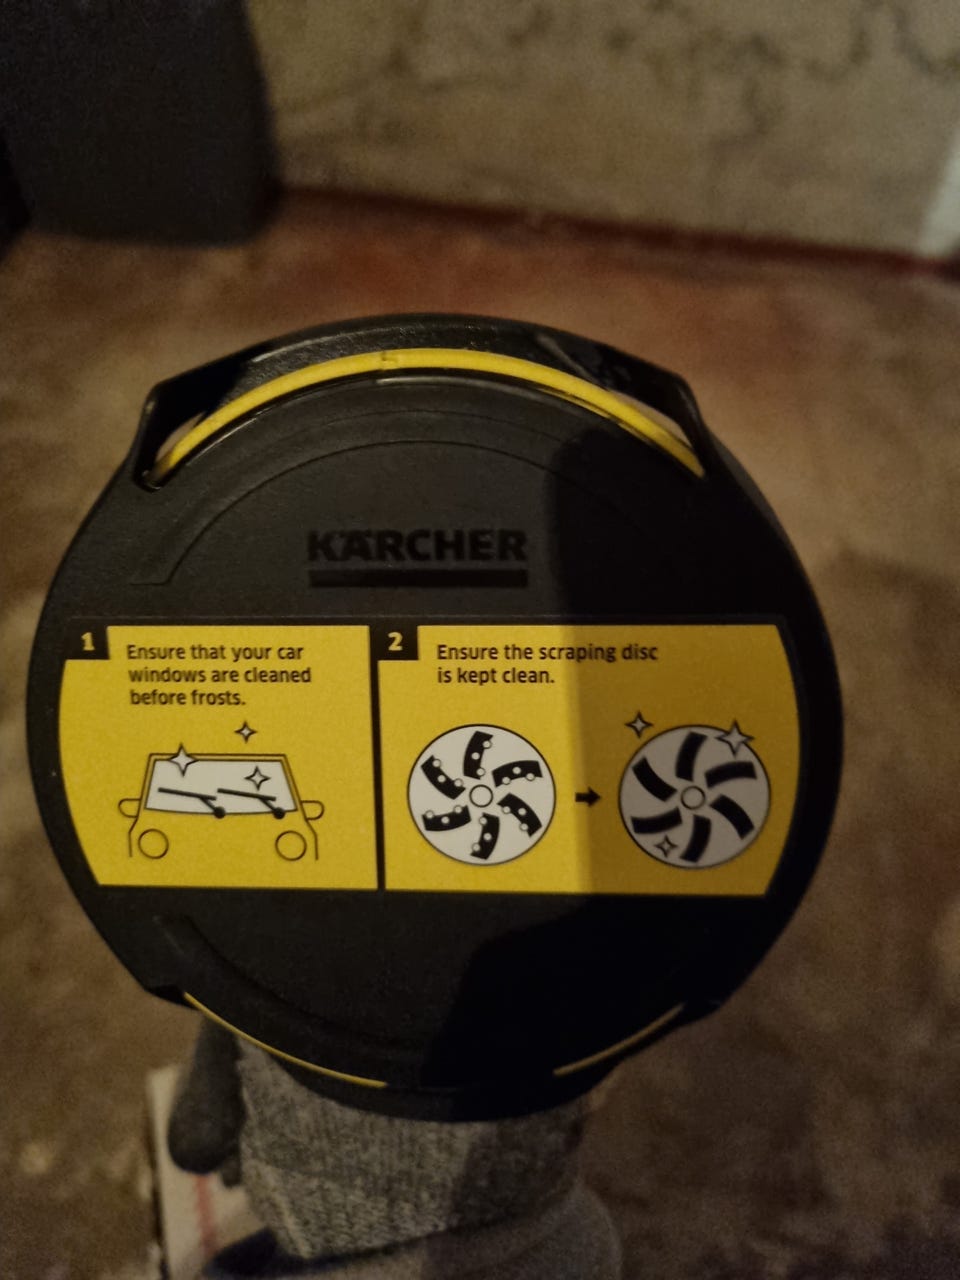 KÄRCHER
1
Ensure that your car
windows are cleaned
before frosts.
2
Ensure the scraping disc
is kept clean.